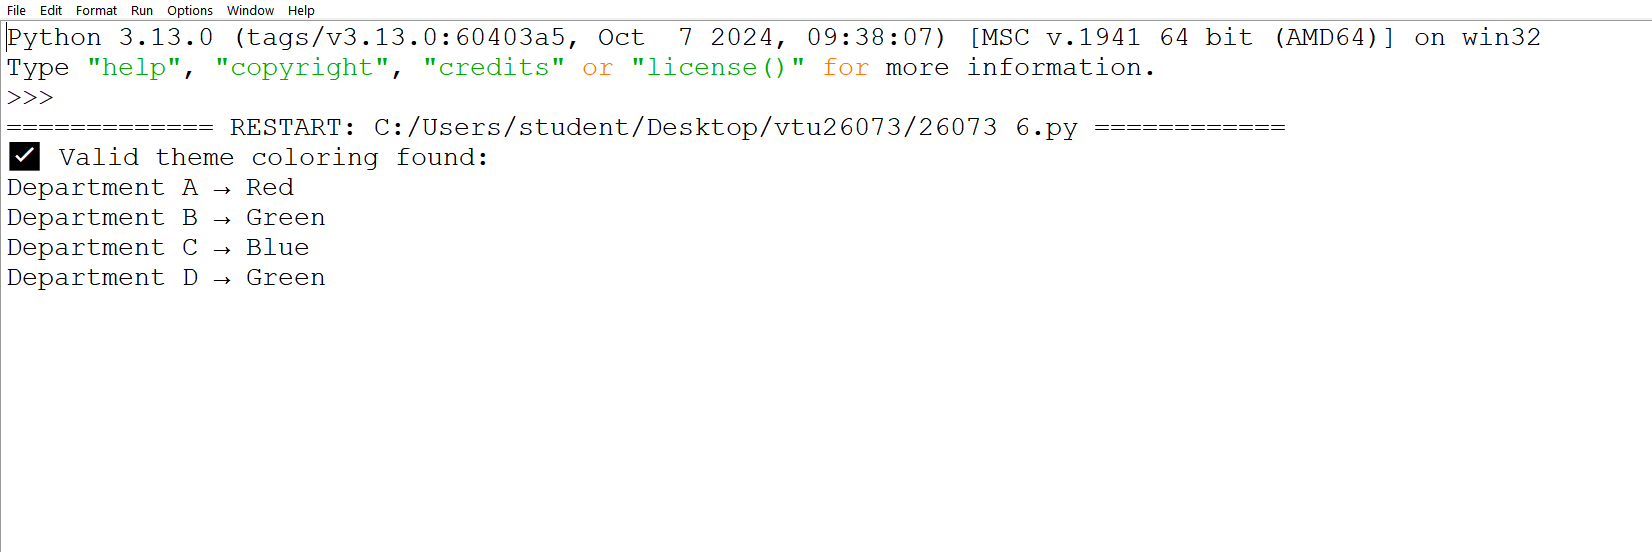 File Edit Format Run Options Window Help
Python 3.13.0 (tags/v3.13.0:60403a5, Oct  7 2024, 09:38:07) [MSC v.1941 64 bit (AMD64)] on win32
Type "help", "copyright", "credits" or "license()" for more information.
>>>
============= RESTART: C:/Users/student/Desktop/vtu26073/26073 6.py ============
✅ Valid theme coloring found:
Department A → Red
Department B → Green
Department C → Blue
Department D → Green